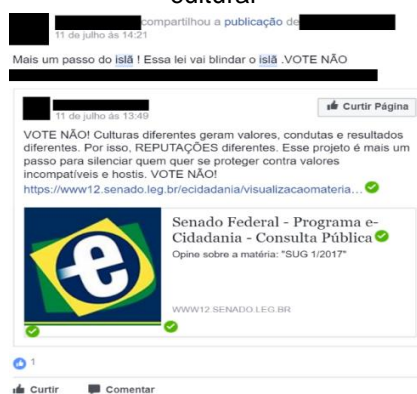 cultural
compartilhou a publicação de
11 de julho às 14:21
Mais um passo do islã ! Essa lei vai blindar o islã .VOTE NÃO
11 de julho às 13:49
Curtir Página
VOTE NÃO! Culturas diferentes geram valores, condutas e resultados
diferentes. Por isso, REPUTAÇÕES diferentes. Esse projeto é mais um
passo para silenciar quem quer se proteger contra valores
incompatíveis e hostis. VOTE NÃO!
https://www12.senado.leg.br/ecidadania/visualizacaomateria...
e
Senado Federal - Programa e-
Cidadania - Consulta Pública
Opine sobre a matéria: "SUG 1/2017"
WWW12.SENADO.LEG.BR
1
Curtir Comentar